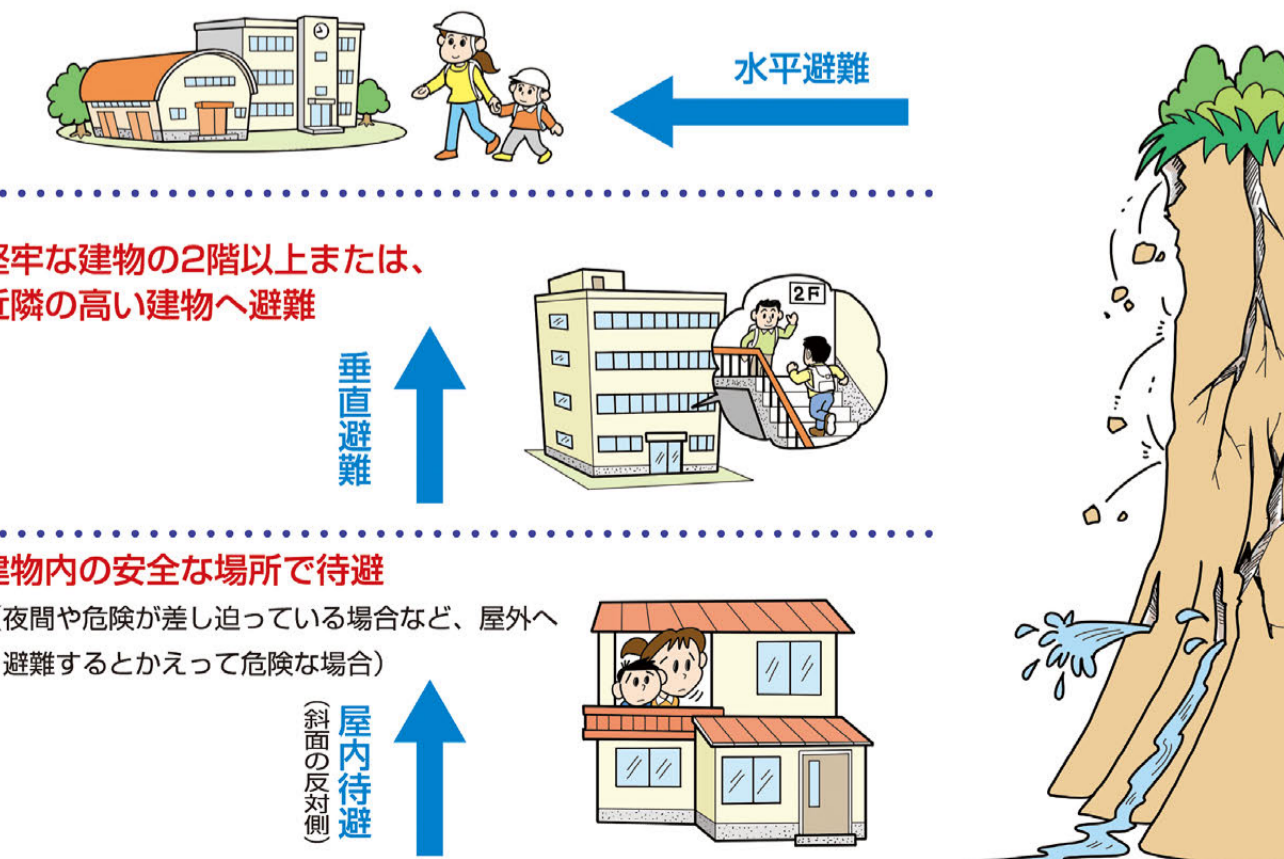 水平避難
堅牢な建物の2階以上または、
近隣の高い建物へ避難
2F
垂直避難
建物内の安全な場所で待避
（夜間や危険が差し迫っている場合など、屋外へ
避難するとかえって危険な場合）
屋内待避
（斜面の反対側）